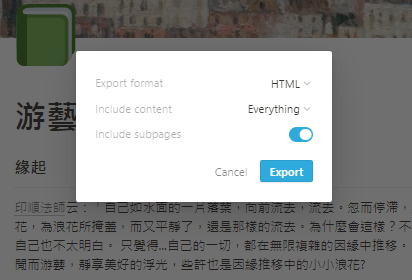 游藝
Export format HTML
Include content Everything
Include subpages
Cancel Export
緣起
印順法師云：「自己如水面的一片落葉，向前流去，流去。忽而停滯，
花，為浪花所掩蓋，而又平靜了，還是那樣的流去。為什麼會這樣？不
自己也不太明白。 只覺得...自己的一切，都在無限複雜的因緣中推移。
閒而游藝，靜享美好的浮光，些許也是因緣推移中的小小浪花?